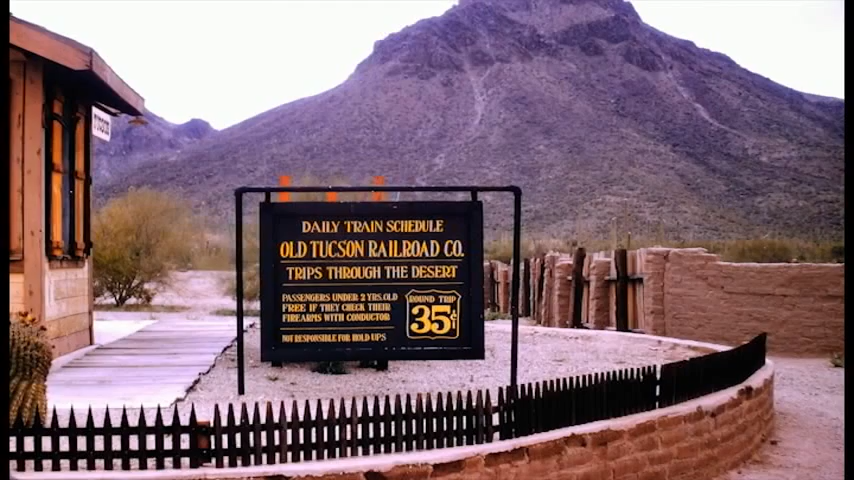 TUCSON
DAILY TRAIN SCHEDULE
OLD TUCSON RAILROAD CO.
TRIPS THROUGH THE DESERT
PASSENGERS UNDER 2 YRS. OLD
FREE IF THEY CHECK THEIR
FIREARMS WITH CONDUCTOR
NOT RESPONSIBLE FOR HOLD UPS
ROUND TRIP
35¢